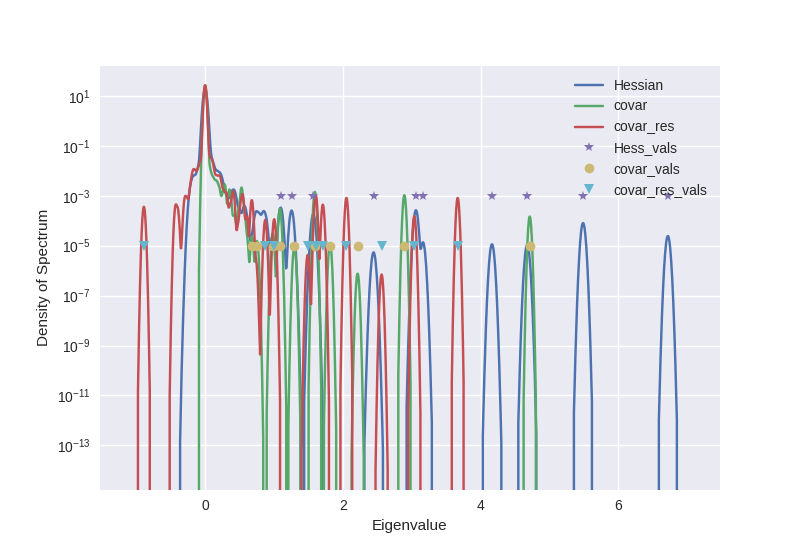 Hessian
covar
covar_res
Hess_vals
covar_vals
covar_res_vals
10^1
10^−1
10^−3
10^−5
10^−7
10^−9
10^−11
10^−13
Density of Spectrum
0 2 4 6
Eigenvalue